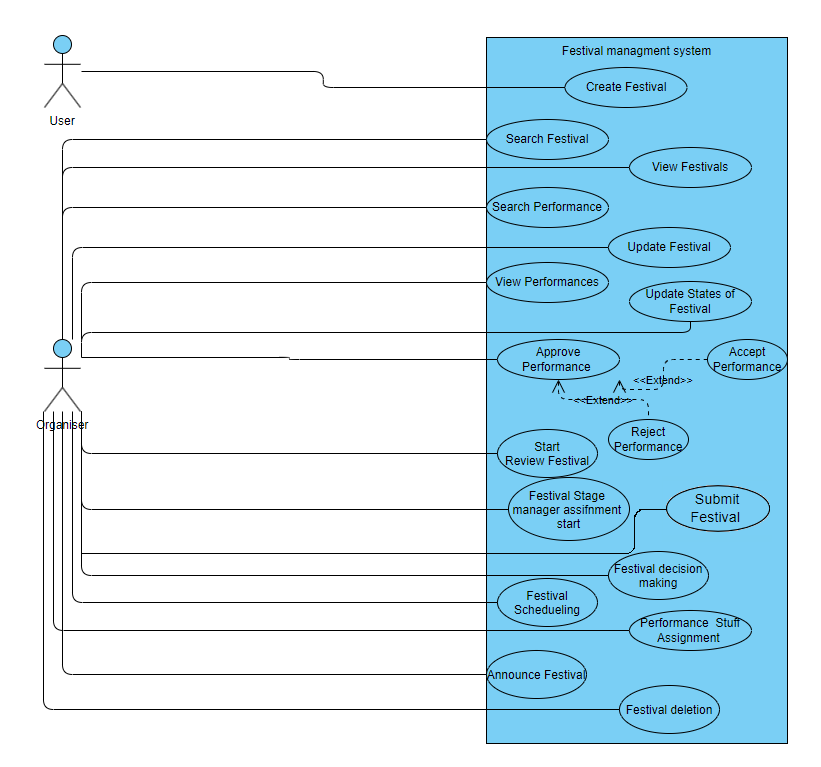 Festival managment system
Create Festival
User
Search Festival
View Festivals
Search Performance
Update Festival
View Performances
Update States of
Festival
Approve
Performance
Accept
Performance
<<Extend>>
<<Extend>>
Organiser
Reject
Performance
Start
Review Festival
Festival Stage
manager assifnment
start
Submit
Festival
Festival decision
making
Festival
Schedueling
Performance Stuff
Assignment
Announce Festival
Festival deletion